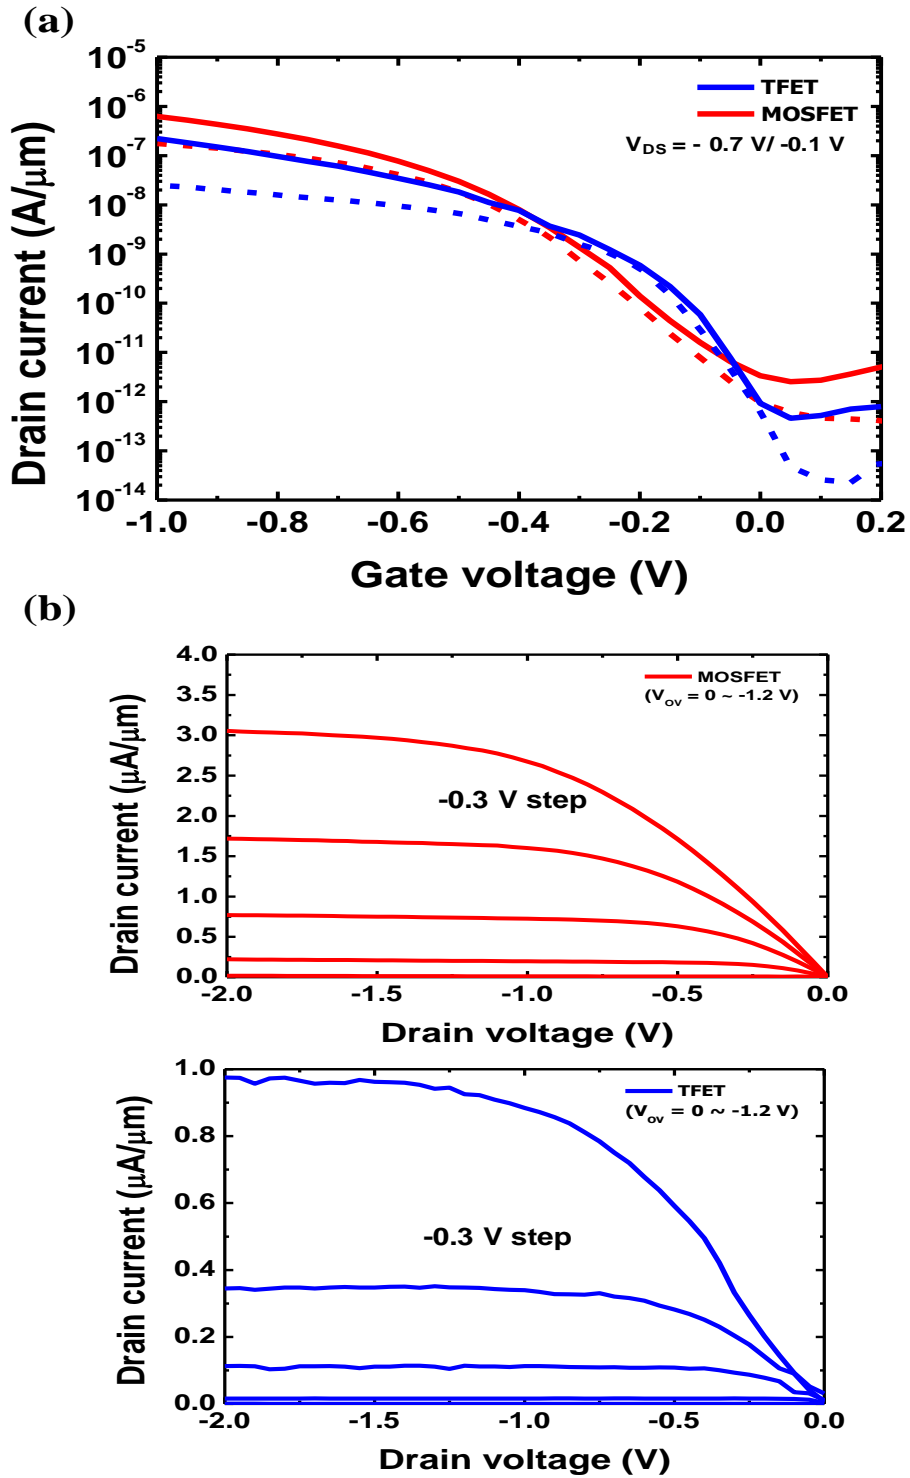 (a)
10⁻⁵
10⁻⁶
10⁻⁷
10⁻⁸
10⁻⁹
10⁻¹⁰
10⁻¹¹
10⁻¹²
10⁻¹³
10⁻¹⁴
Drain current (A/μm)
TFET
MOSFET
V_DS = - 0.7 V/ -0.1 V
-1.0 -0.8 -0.6 -0.4 -0.2 0.0 0.2
Gate voltage (V)
(b)
4.0
3.5
3.0
2.5
2.0
1.5
1.0
0.5
0.0
Drain current (μA/μm)
MOSFET
(V_OV = 0 ~ -1.2 V)
-0.3 V step
-2.0 -1.5 -1.0 -0.5 0.0
Drain voltage (V)
1.0
0.8
0.6
0.4
0.2
0.0
Drain current (μA/μm)
TFET
(V_OV = 0 ~ -1.2 V)
-0.3 V step
-2.0 -1.5 -1.0 -0.5 0.0
Drain voltage (V)